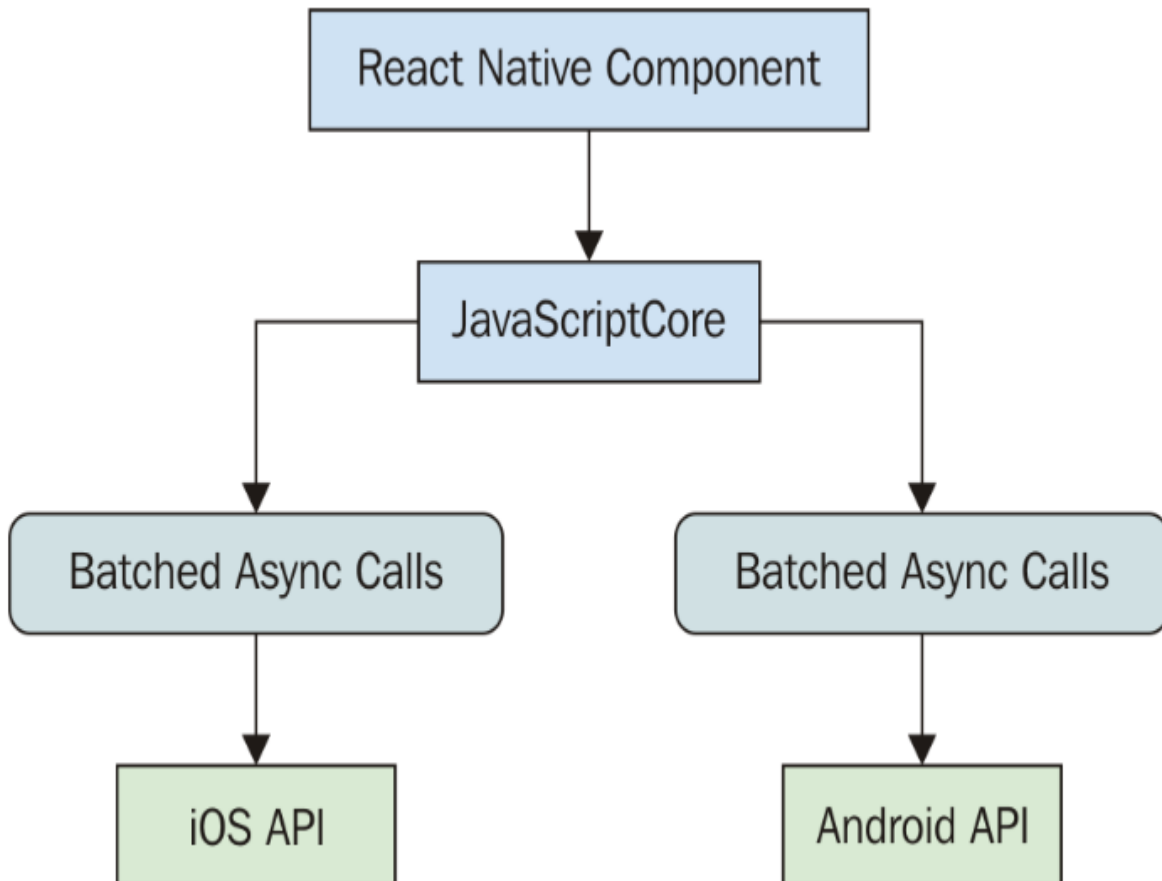 React Native Component
JavaScriptCore
Batched Async Calls
Batched Async Calls
iOS API
Android API